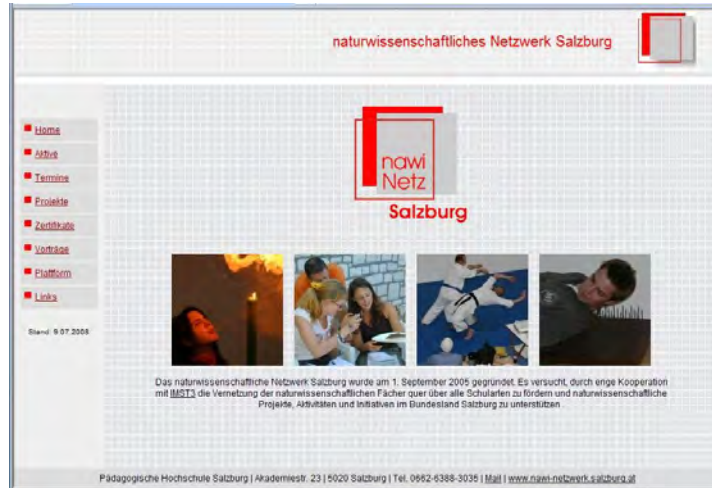 naturwissenschaftliches Netzwerk Salzburg
nawi
Netz
Salzburg
Home
Aktive
Termine
Projekte
Zertifikate
Vorträge
Plattform
Links
Stand: 9.07.2008
Das naturwissenschaftliche Netzwerk Salzburg wurde am 1. September 2005 gegründet. Es versucht, durch enge Kooperation
mit IMST3 die Vernetzung der naturwissenschaftlichen Fächer quer über alle Schularten zu fördern und naturwissenschaftliche
Projekte, Aktivitäten und Initiativen im Bundesland Salzburg zu unterstützen.
Pädagogische Hochschule Salzburg | Akademiestr. 23 | 5020 Salzburg | Tel. 0662-6388-3035 | Mail | www.nawi-netzwerk.salzburg.at